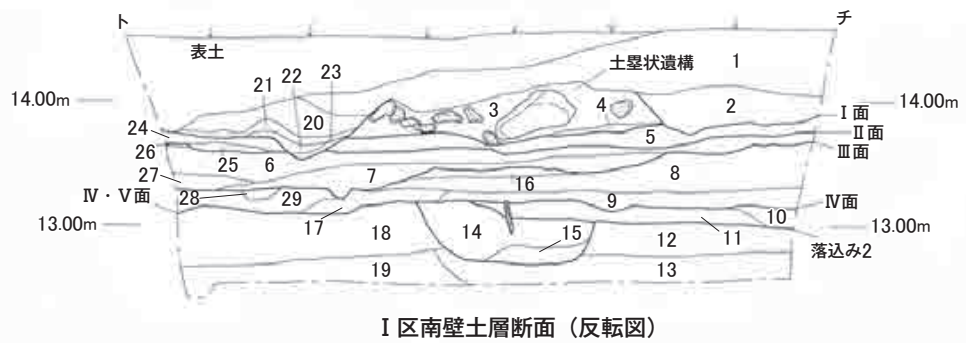 ト チ
表土
土塁状遺構
1
21 22 23
14.00m 14.00m
20 3 4 2
Ⅰ面
24 5 Ⅱ面
26 25 6 Ⅲ面
27 7 16 8
28 29 9 Ⅳ面
Ⅳ・Ⅴ面 17 10
13.00m 18 14 15 12 11 13.00m
落込み2
19 13
Ⅰ区南壁土層断面（反転図）